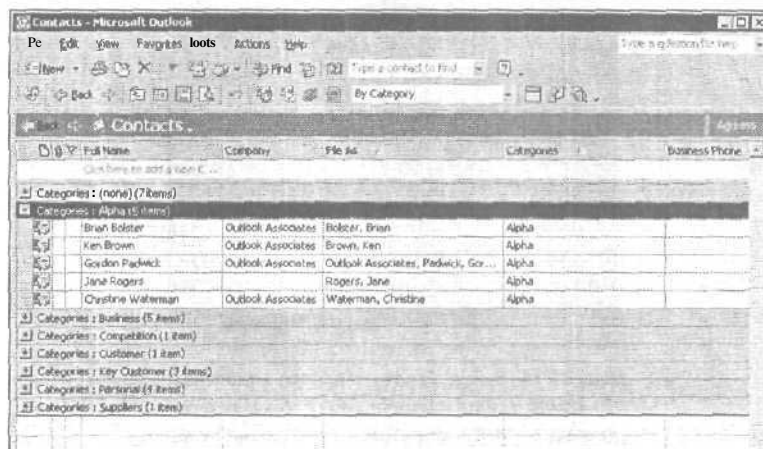 Contacts - Microsoft Outlook
Pe Edit View Favorites loots Actions Help
Type a question for help
New Find Type a contact to find
Back By Category
Back Contacts .
Full Name Company File As Categories Business Phone
Click here to add a new C...
Categories : (none) (7 items)
Categories : Alpha (5 items)
Brian Bolster Outlook Associates Bolster, Brian Alpha
Ken Brown Outlook Associates Brown, Ken Alpha
Gordon Padwick Outlook Associates Outlook Associates, Padwick, Gor... Alpha
Jane Rogers Rogers, Jane Alpha
Christine Waterman Outlook Associates Waterman, Christine Alpha
Categories : Business (5 items)
Categories : Competition (1 item)
Categories : Customer (1 item)
Categories : Key Customer (3 items)
Categories : Personal (4 items)
Categories : Suppliers (1 item)